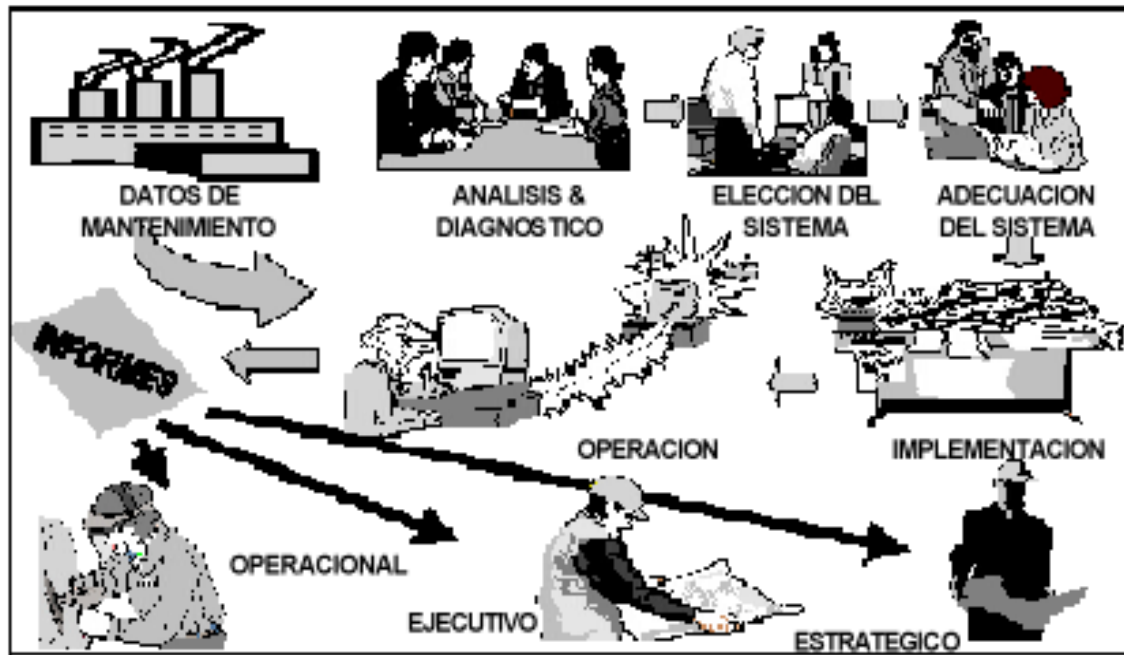 DATOS DE
MANTENIMIENTO
ANALISIS &
DIAGNOSTICO
ELECCION DEL
SISTEMA
ADECUACION
DEL SISTEMA
INFORMES
OPERACION
IMPLEMENTACION
OPERACIONAL
EJECUTIVO
ESTRATEGICO